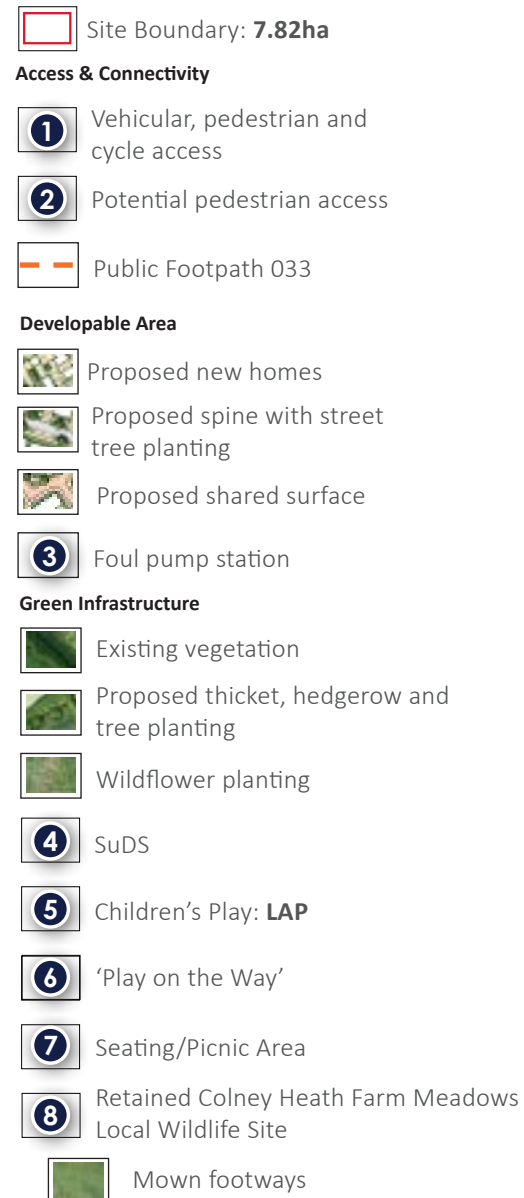 Site Boundary: 7.82ha
Access & Connectivity
1 Vehicular, pedestrian and
cycle access
2 Potential pedestrian access
Public Footpath 033
Developable Area
Proposed new homes
Proposed spine with street
tree planting
Proposed shared surface
3 Foul pump station
Green Infrastructure
Existing vegetation
Proposed thicket, hedgerow and
tree planting
Wildflower planting
4 SuDS
5 Children’s Play: LAP
6 ‘Play on the Way’
7 Seating/Picnic Area
8 Retained Colney Heath Farm Meadows
Local Wildlife Site
Mown footways